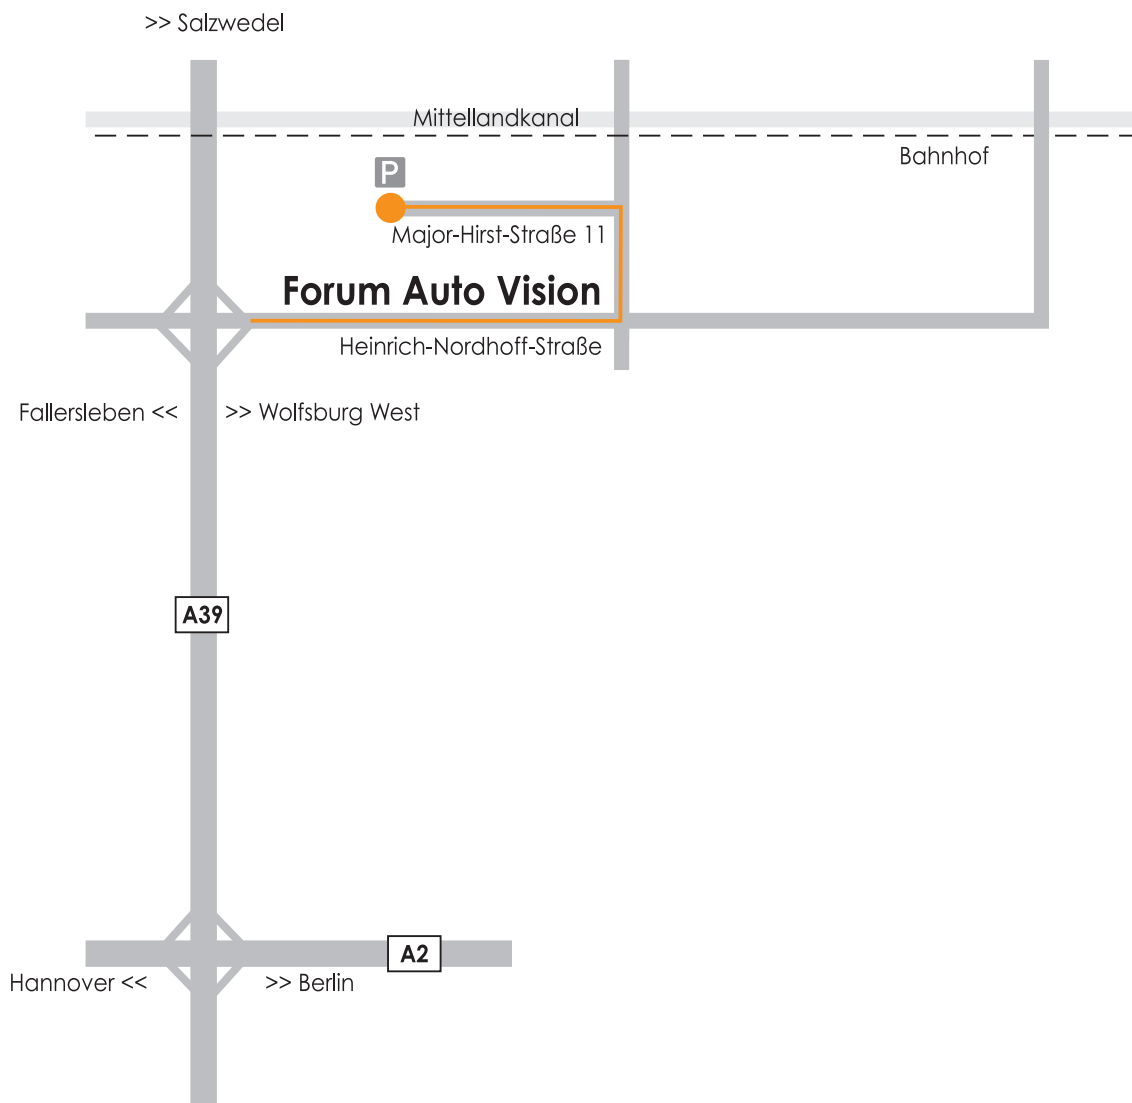 >> Salzwedel
Mittellandkanal
Bahnhof
P
Major-Hirst-Straße 11
Forum Auto Vision
Heinrich-Nordhoff-Straße
Fallersleben << >> Wolfsburg West
A39
A2
Hannover << >> Berlin